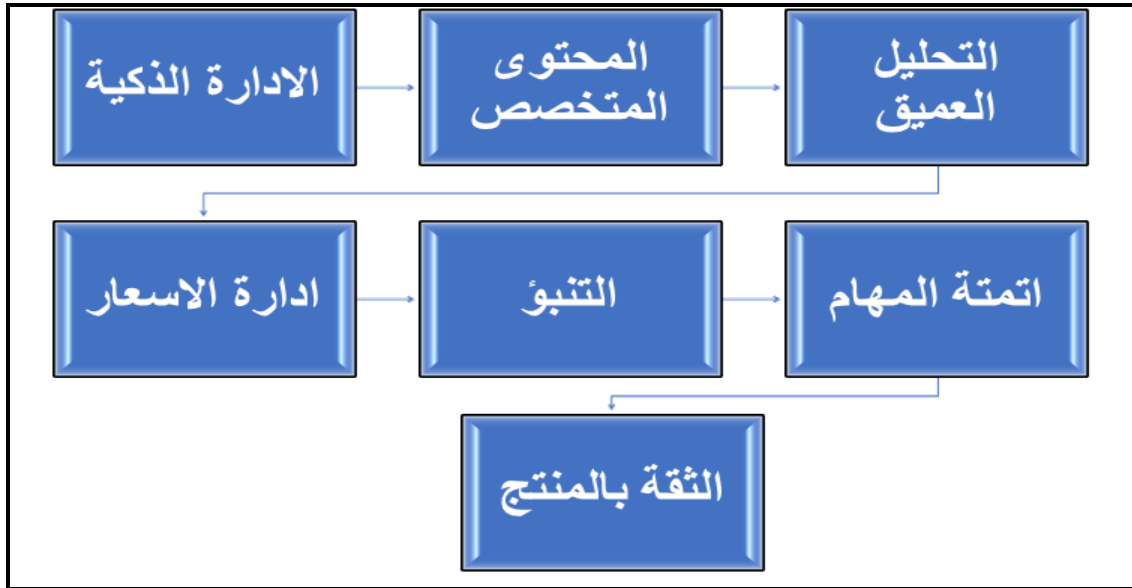 الادارة الذكية
المحتوى
المتخصص
التحليل
العميق
ادارة الاسعار
التنبؤ
اتمتة المهام
الثقة بالمنتج